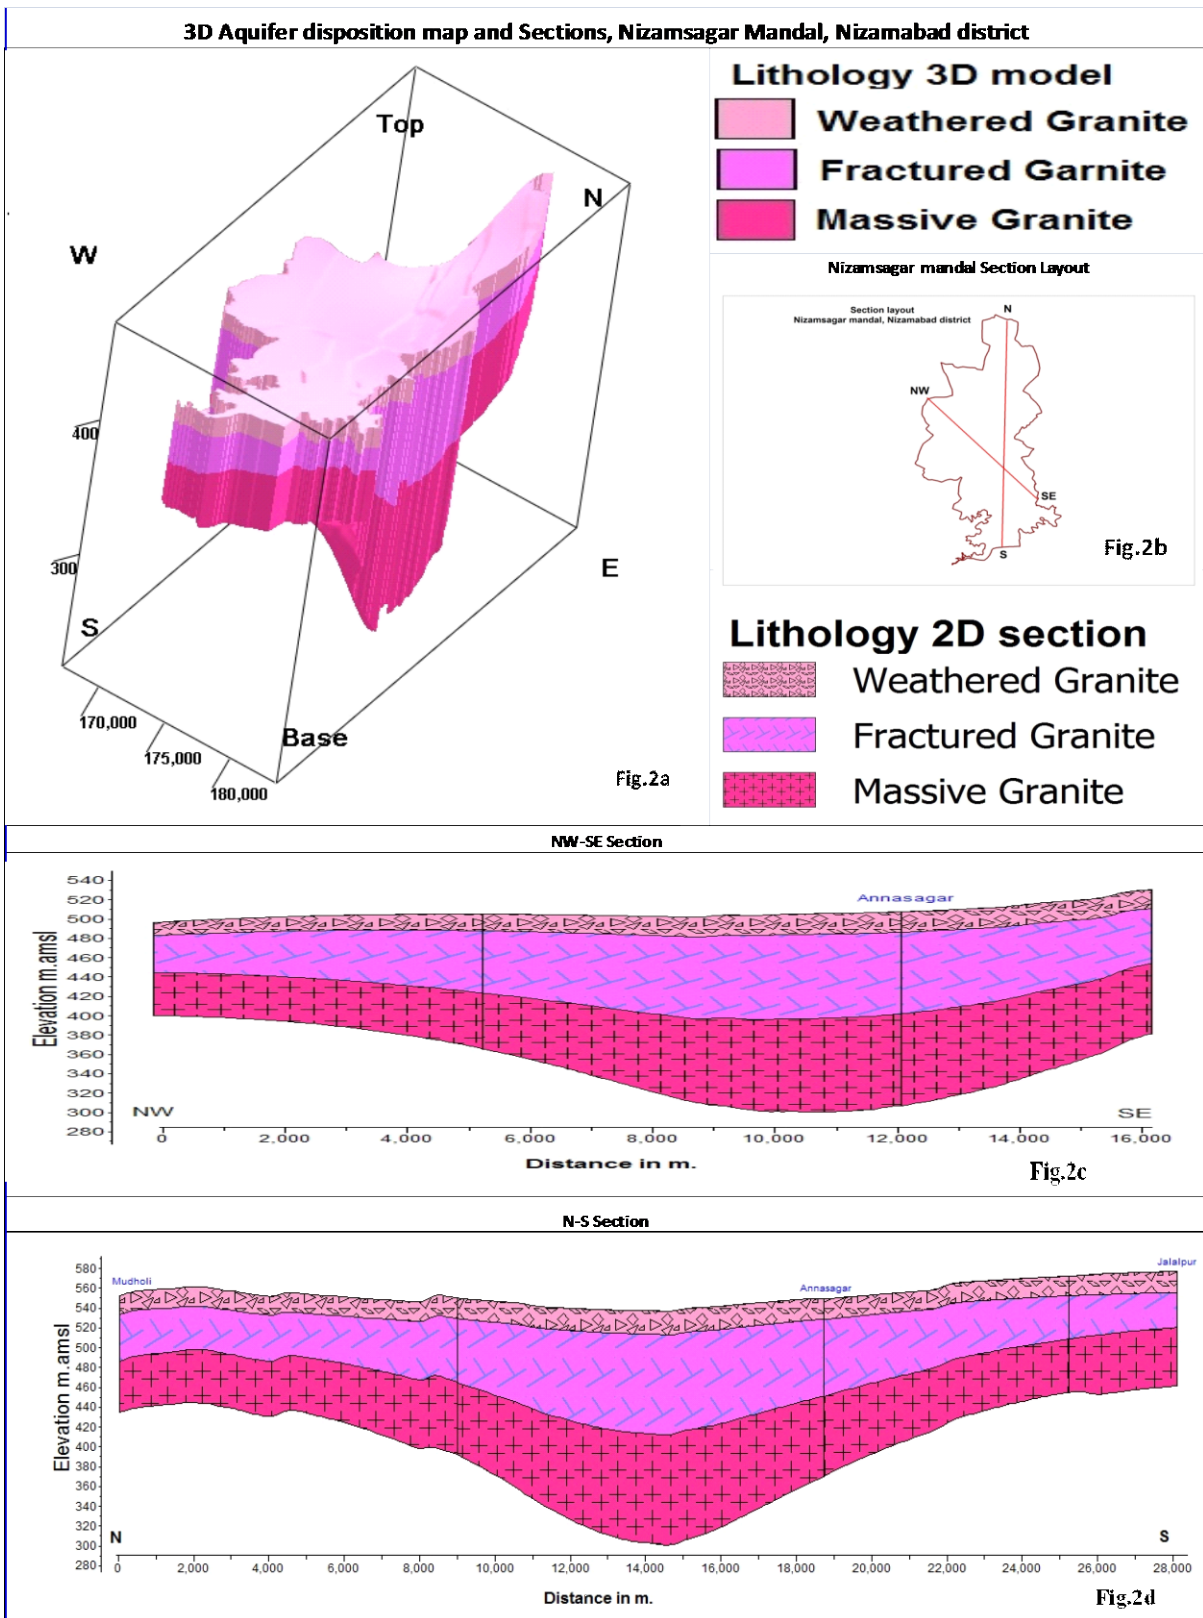 3D Aquifer disposition map and Sections, Nizamsagar Mandal, Nizamabad district
Top
N
W
E
S
Base
400
300
170,000
175,000
180,000
Fig.2a
Lithology 3D model
Weathered Granite
Fractured Garnite
Massive Granite
Nizamsagar mandal Section Layout
Section layout
Nizamsagar mandal, Nizamabad district
N
NW
SE
S
Fig.2b
Lithology 2D section
Weathered Granite
Fractured Granite
Massive Granite
NW-SE Section
Elevation m.amsl
540
520
500
480
460
440
420
400
380
360
340
320
300
280
Annasagar
NW
SE
0 2,000 4,000 6,000 8,000 10,000 12,000 14,000 16,000
Distance in m.
Fig.2c
N-S Section
Elevation m.amsl
580
560
540
520
500
480
460
440
420
400
380
360
340
320
300
280
Mudholi
Annasagar
Jalalpur
N
S
0 2,000 4,000 6,000 8,000 10,000 12,000 14,000 16,000 18,000 20,000 22,000 24,000 26,000 28,000
Distance in m.
Fig.2d